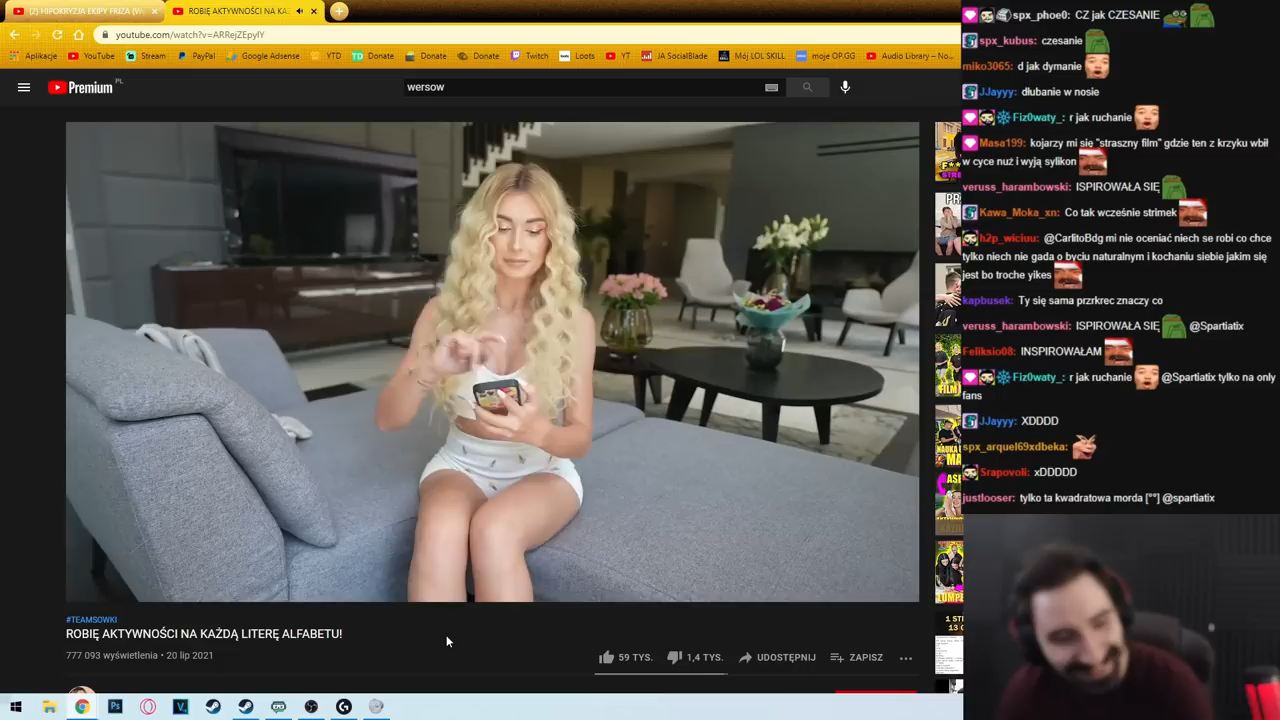 (2) HIPOKRYZJA EKIPY FRIZA (W
ROBIĘ AKTYWNOŚCI NA KA
youtube.com/watch?v=ARRejZEpyIY
Aplikacje
YouTube
Stream
PayPal
Google Adsense
YTD
Donate
Donate
Donate
Twitch
Loots
YT
JA SocialBlade
Mój LOL SKILL
moje OP.GG
Audio Library – No...
Premium PL
wersow
#TEAMSOWKI
ROBIĘ AKTYWNOŚCI NA KAŻDĄ LITERĘ ALFABETU!
777 093 wyświetlenia • 20 lip 2021
59 TYS.
1,4 TYS.
UDOSTĘPNIJ
ZAPISZ
spx_phoe0: CZ jak CZESANIE
spx_kubus: czesanie
miko3065: d jak dymanie
JJayyy: dłubanie w nosie
Fiz0waty_: r jak ruchanie
Masa199: kojarzy mi się "straszny film" gdzie ten z krzyku wbił
w cyce nuż i wyją sylikon
veruss_harambowski: ISPIROWAŁA SIĘ
Kawa_Moka_xn: Co tak wcześnie strimek
h2p_wiciuu: @CarlitoBdg mi nie oceniać niech se robi co chce
tylko niech nie gada o byciu naturalnym i kochaniu siebie jakim się
jest bo troche yikes
kapbusek: Ty się sama przrkrec znaczy co
veruss_harambowski: ISPIROWAŁA SIĘ @Spartiatix
Feliksio08: INSPIROWAŁAM
Fiz0waty_: r jak ruchanie @Spartiatix tylko na only
fans
JJayyy: XDDDD
spx_arquel69xdbeka:
Srapovoli: xDDDDD
justlooser: tylko ta kwadratowa morda [°°] @spartiatix